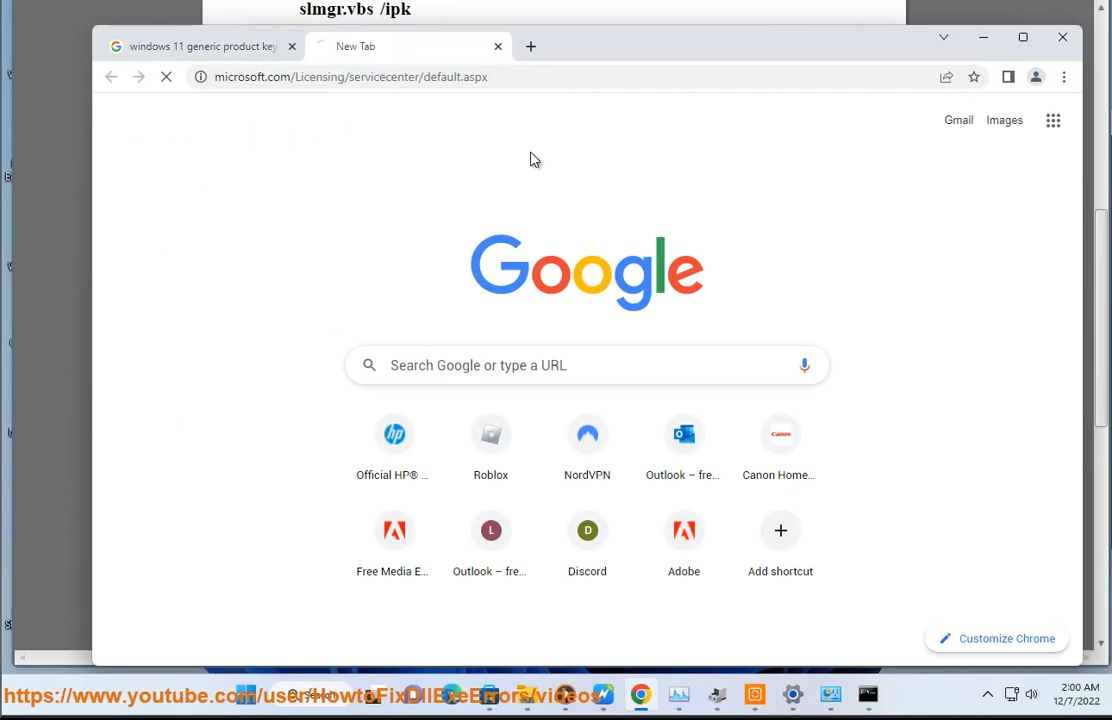 slmgr.vbs /ipk
windows 11 generic product key
New Tab
microsoft.com/Licensing/servicecenter/default.aspx
Gmail
Images
Google
Search Google or type a URL
hp
Canon
Official HP® ...
Roblox
NordVPN
Outlook – fre...
Canon Home...
L
D
Free Media E...
Outlook – fre...
Discord
Adobe
Add shortcut
Customize Chrome
https://www.youtube.com/user/HowtoFixDllExeErrors/videos
2:00 AM
12/7/2022